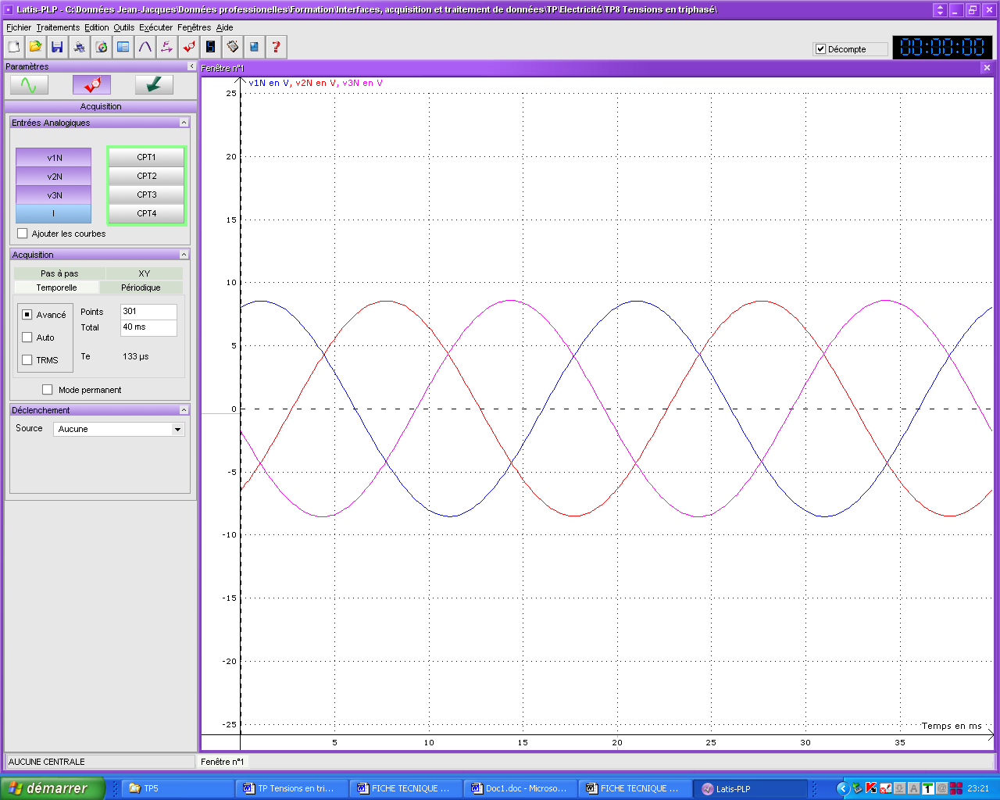 Latis-PLP - C:\Données Jean-Jacques\Données professionelles\Formation\Interfaces, acquisition et traitement de données\TP\Electricité\TP8 Tensions en triphasé\
Fichier Traitements Edition Outils Exécuter Fenêtres Aide
Décompte
00:00:00
Paramètres
Acquisition
Entrées Analogiques
v1N CPT1
v2N CPT2
v3N CPT3
I CPT4
Ajouter les courbes
Acquisition
Pas à pas XY
Temporelle Périodique
Avancé
Auto
TRMS
Points 301
Total 40 ms
Te 133 µs
Mode permanent
Déclenchement
Source Aucune
Fenêtre n°1
v1N en V, v2N en V, v3N en V
25
20
15
10
5
0
-5
-10
-15
-20
-25
Temps en ms
5 10 15 20 25 30 35
AUCUNE CENTRALE
Fenêtre n°1
démarrer
TP5
TP Tensions en tri...
FICHE TECHNIQUE ...
Doc1.doc - Microso...
FICHE TECNIQUE ...
Latis-PLP
23:21